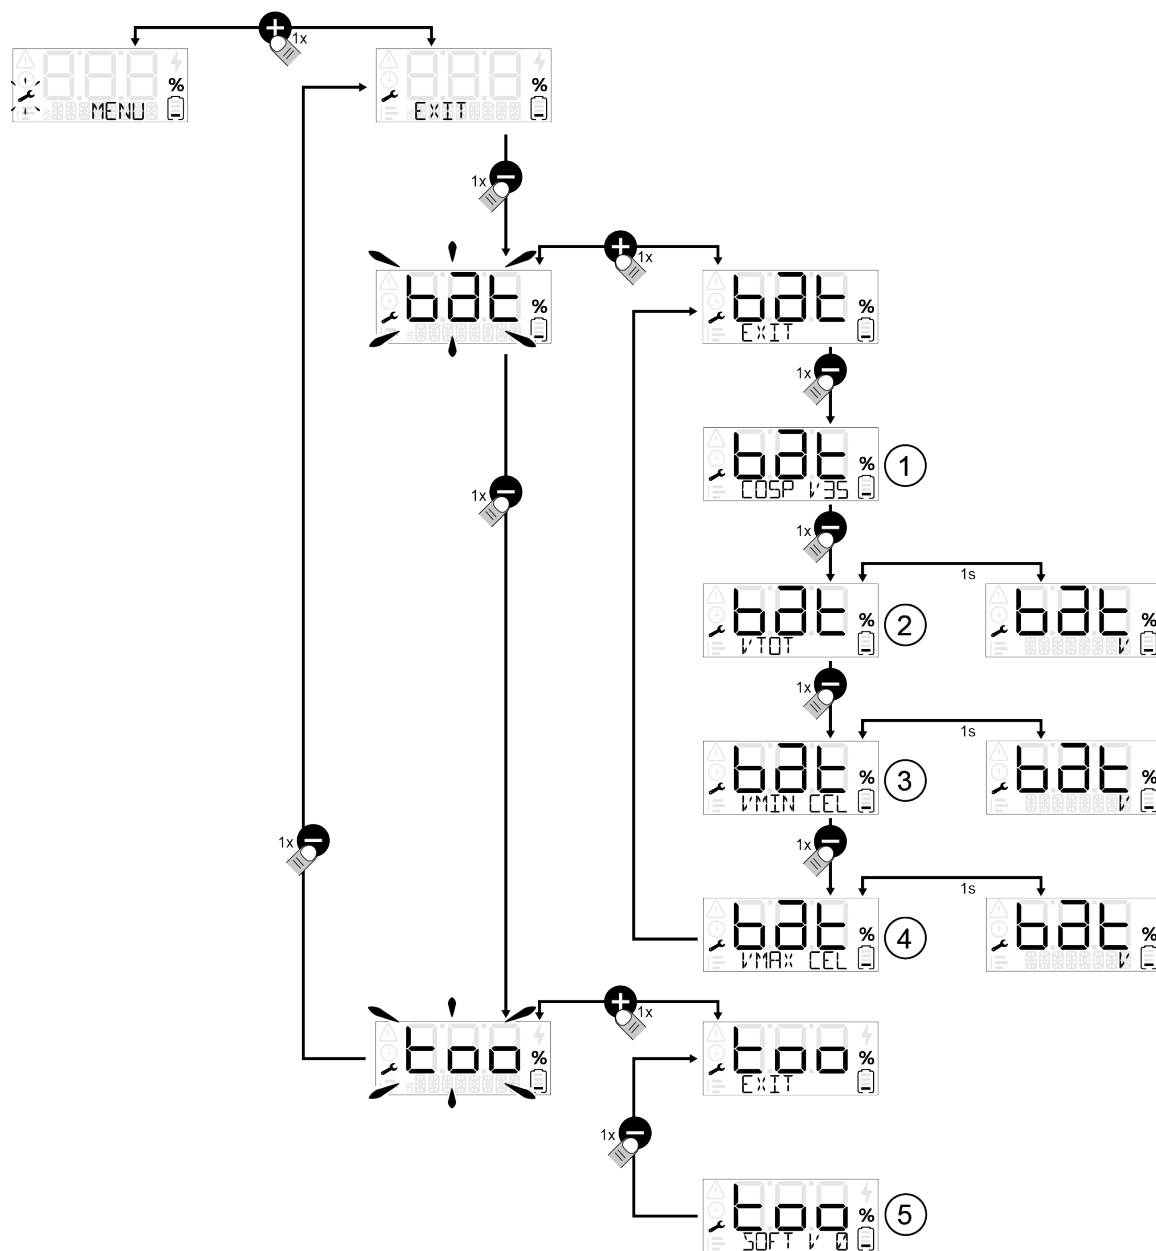 1x
%
MENU
%
EXIT
1x
1x
bat
%
bat
%
EXIT
1x
bat
%
COSP V35
1
1x
1x
1s
bat
%
VTOT
2
bat
%
V
1x
1s
bat
%
VMIN CEL
3
bat
%
V
1x
1x
1s
bat
%
VMAX CEL
4
bat
%
V
1x
too
%
too
%
EXIT
1x
too
%
SOFT V 0
5